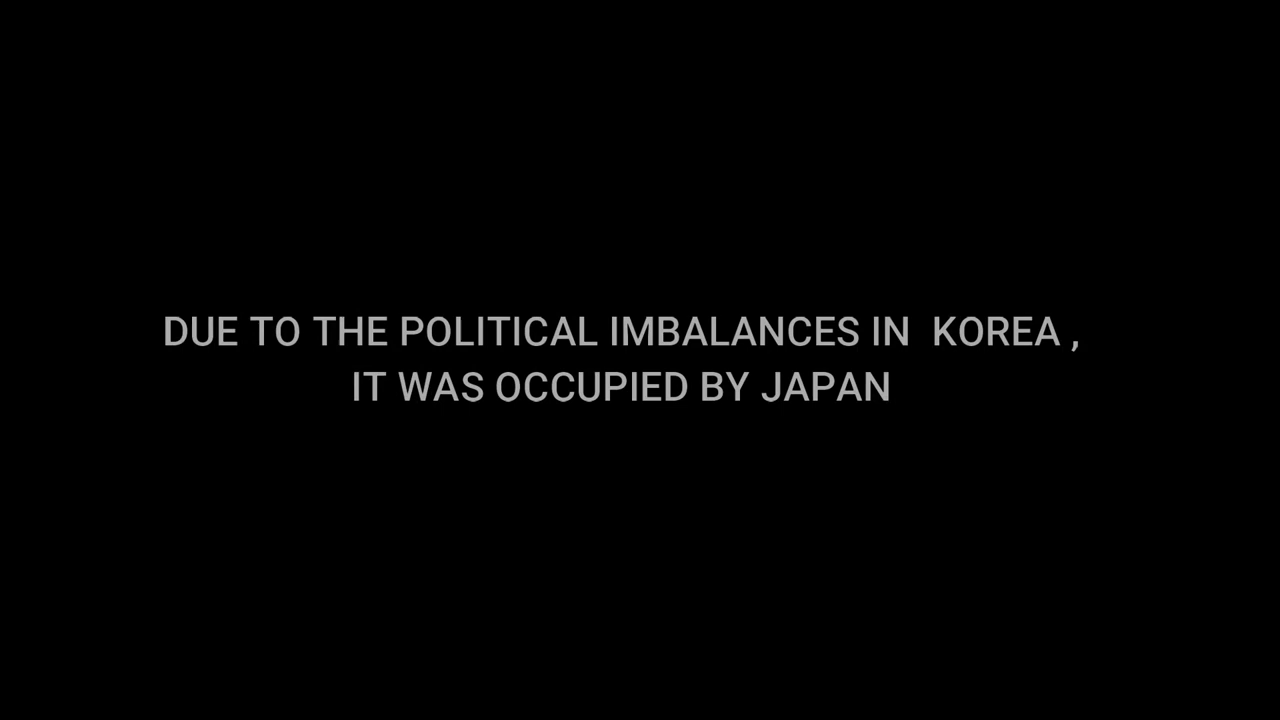 DUE TO THE POLITICAL IMBALANCES IN  KOREA ,
IT WAS OCCUPIED BY JAPAN